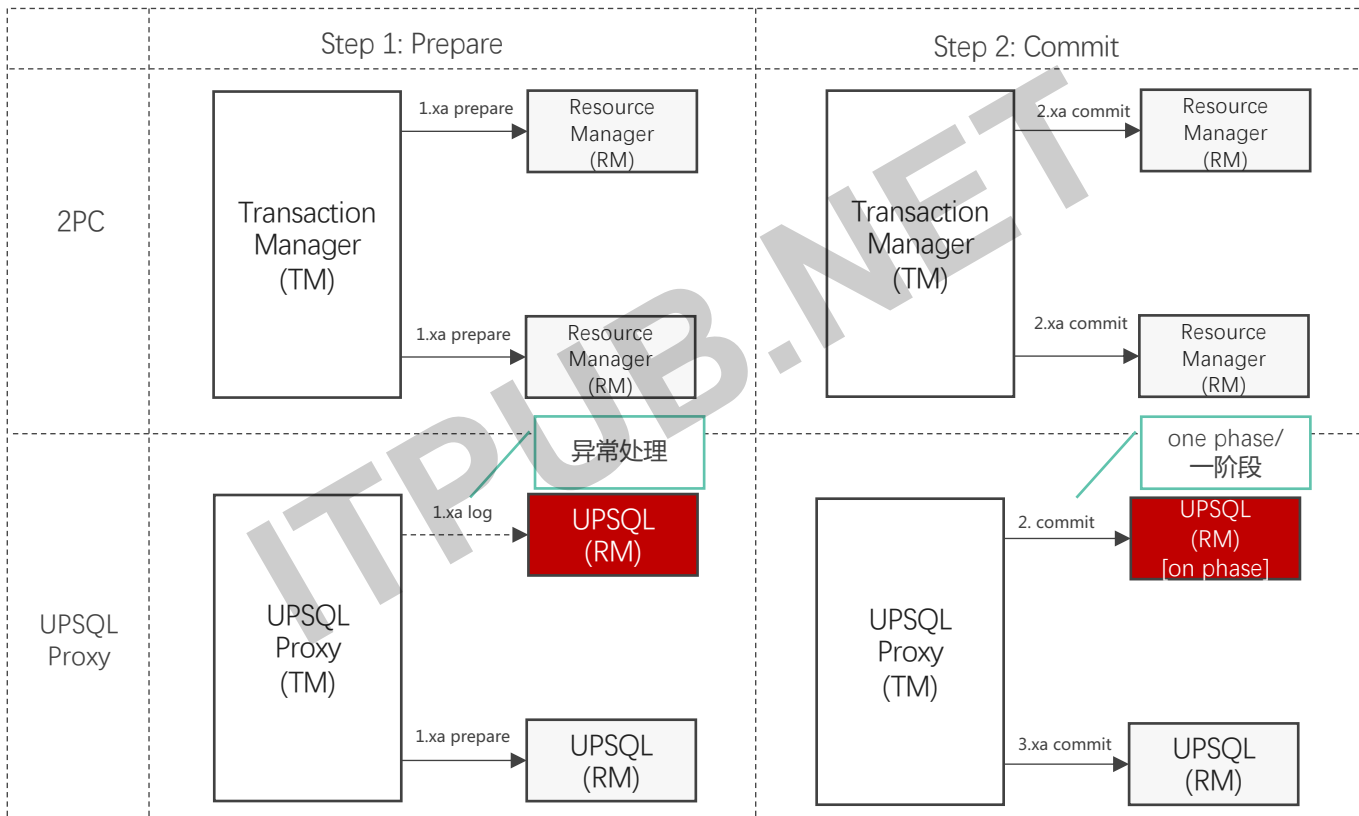 Step 1: Prepare
Step 2: Commit
2PC
Transaction
Manager
(TM)
1.xa prepare
Resource
Manager
(RM)
1.xa prepare
Resource
Manager
(RM)
Transaction
Manager
(TM)
2.xa commit
Resource
Manager
(RM)
2.xa commit
Resource
Manager
(RM)
UPSQL
Proxy
UPSQL
Proxy
(TM)
异常处理
1.xa log
UPSQL
(RM)
1.xa prepare
UPSQL
(RM)
UPSQL
Proxy
(TM)
one phase/
一阶段
2. commit
UPSQL
(RM)
[on phase]
3.xa commit
UPSQL
(RM)
ITPUB.NET